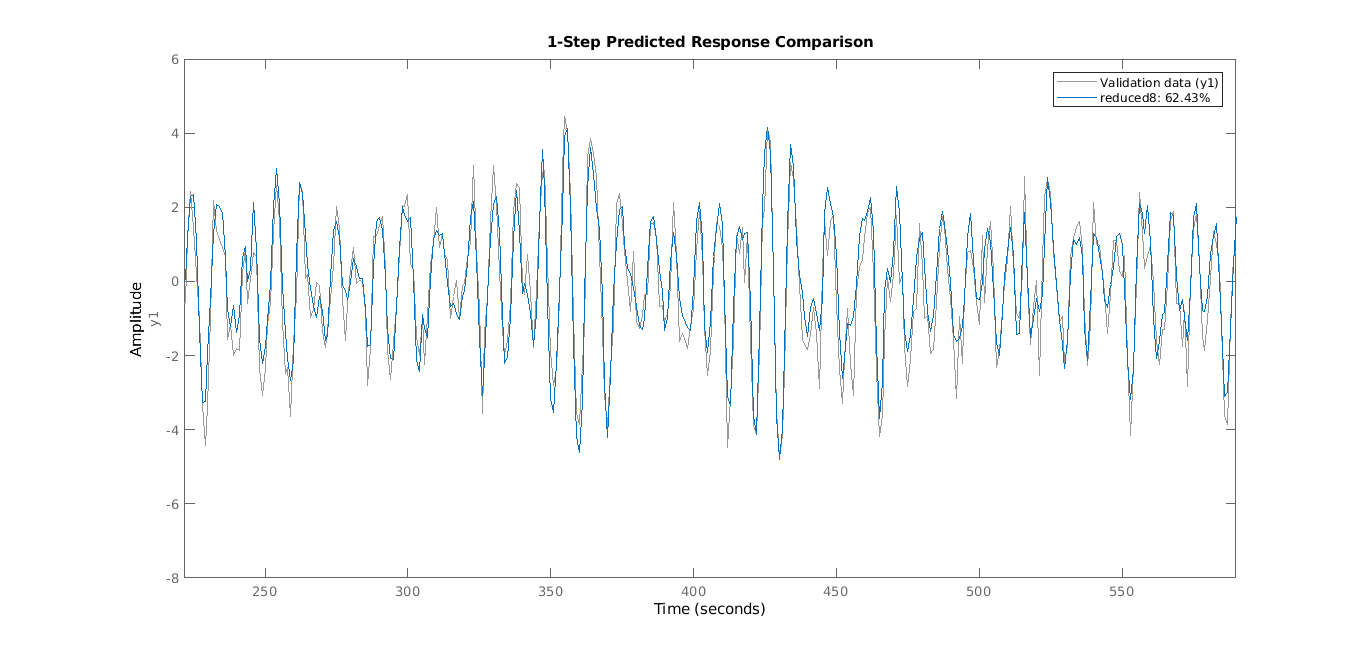 1-Step Predicted Response Comparison
Validation data (y1)
reduced8: 62.43%
6
4
2
0
-2
-4
-6
-8
Amplitude
y1
250
300
350
400
450
500
550
Time (seconds)